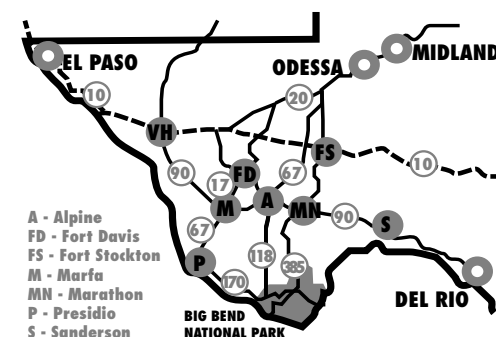 EL PASO
ODESSA
MIDLAND
10
20
VH
FS
10
90
17
FD
67
M
A
MN
90
S
67
118
385
P
170
DEL RIO
A - Alpine
FD - Fort Davis
FS - Fort Stockton
M - Marfa
MN - Marathon
P - Presidio
S - Sanderson
BIG BEND
NATIONAL PARK